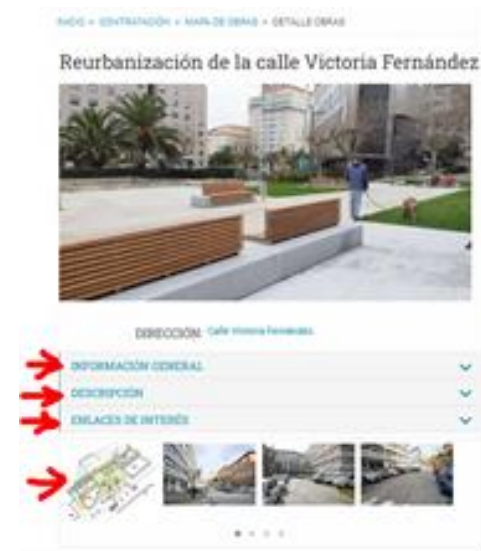 INICIO > CONTRATACIÓN > MAPA DE OBRAS > DETALLE OBRAS
Reurbanización de la calle Victoria Fernández
DIRECCIÓN: Calle Victoria Fernández.
INFORMACIÓN GENERAL
DESCRIPCIÓN
ENLACES DE INTERÉS